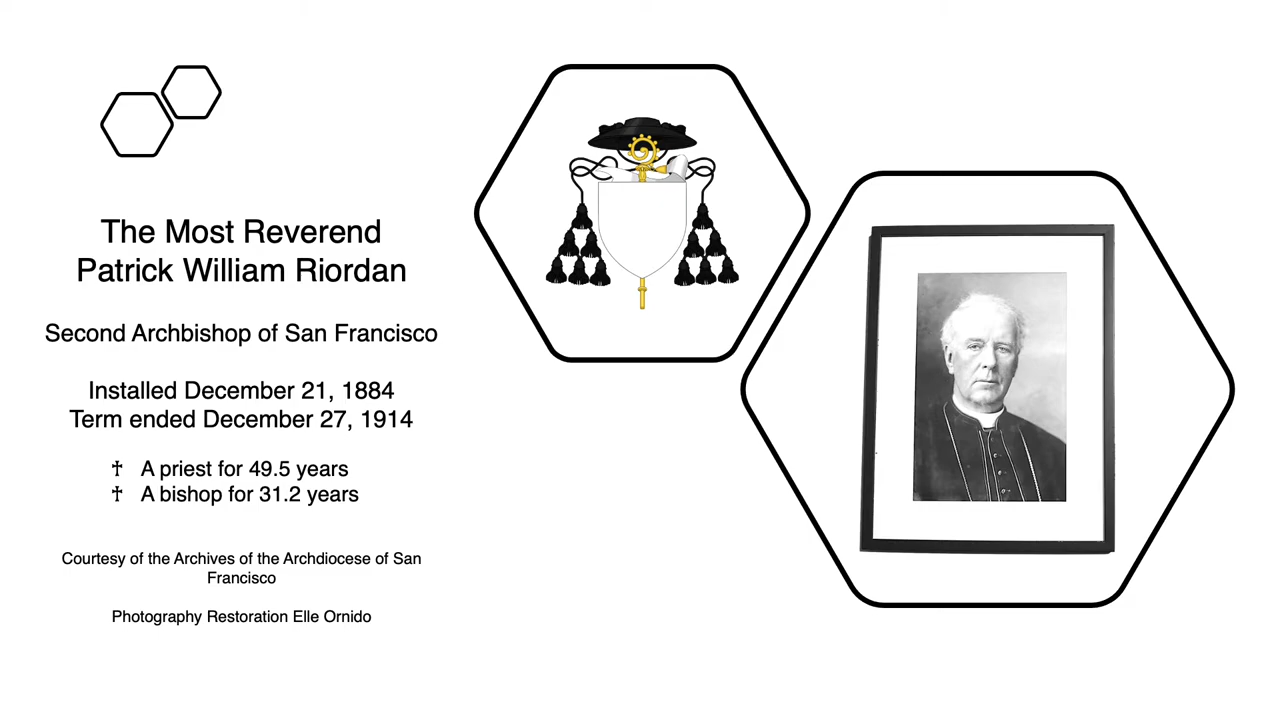 The Most Reverend
Patrick William Riordan
Second Archbishop of San Francisco
Installed December 21, 1884
Term ended December 27, 1914
☥ A priest for 49.5 years
☥ A bishop for 31.2 years
Courtesy of the Archives of the Archdiocese of San
Francisco
Photography Restoration Elle Ornido